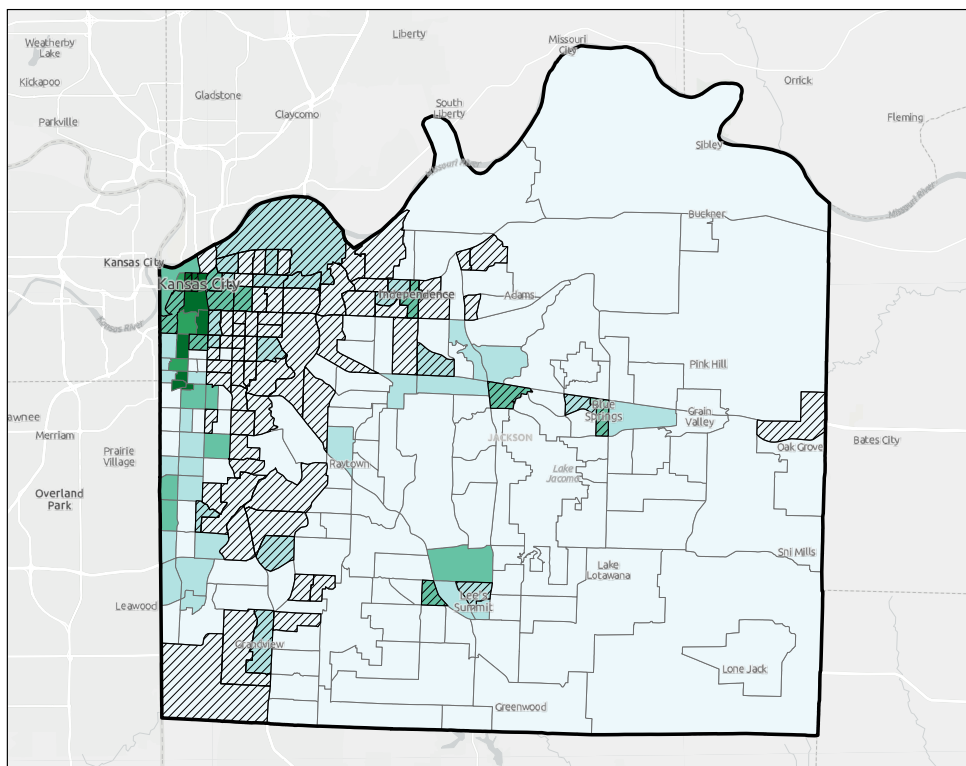 Liberty
Missouri
City
Weatherby
Lake
Kickapoo
Orrick
Gladstone
South
Liberty
Claycomo
Parkville
Fleming
Sibley
Missouri River
Missouri River
Buckner
Kansas City
Kansas City
Independence
Adams
Kansas River
Pink Hill
Blue
Springs
Grain
Valley
awnee
Merriam
JACKSON
Bates City
Oak Grove
Prairie
Village
Raytown
Lake
Jacomo
Overland
Park
Sni Mills
Lake
Lotawana
Lee's
Summit
Leawood
Grandview
Lone Jack
Greenwood